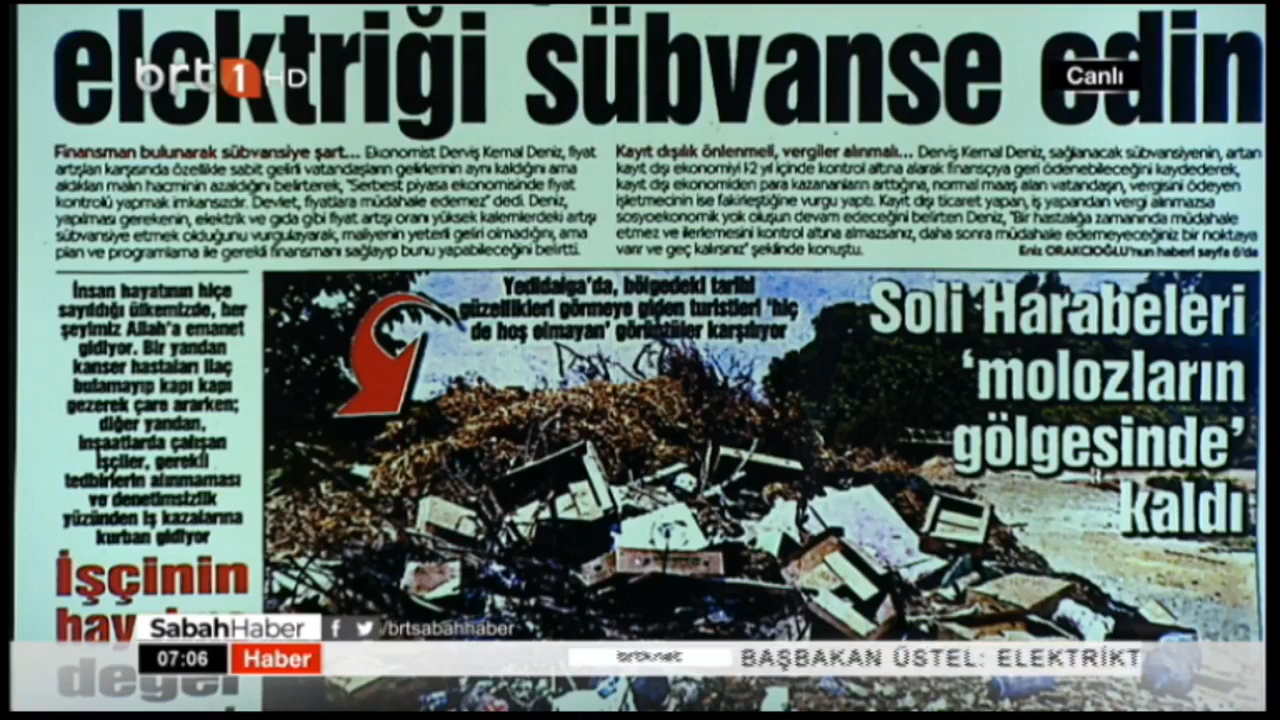 elektriği sübvanse edin
brt 1 HD
Canlı
Finansman bulunarak sübvansiye şart... Ekonomist Derviş Kemal Deniz, fiyat
artışları karşısında özellikle sabit gelirli vatandaşların gelirlerinin aynı kaldığını ama
aldıkları malın hacminin azaldığını belirterek, "Serbest piyasa ekonomisinde fiyat
kontrolü yapmak imkansızdır. Devlet, fiyatlara müdahale edemez" dedi. Deniz,
yapılması gerekenin, elektrik ve gıda gibi fiyat artışı oranı yüksek kalemlerdeki artışı
sübvansiye etmek olduğunu vurgulayarak, maliyenin yeterli geliri olmadığını, ama
plan ve programlama ile gerekli finansmanı sağlayıp bunu yapabileceğini belirtti.
Kayıt dışılık önlenmeli, vergiler alınmalı... Derviş Kemal Deniz, sağlanacak sübvansiyenin, artan
kayıt dışı ekonomiyi 1-2 yıl içinde kontrol altına alarak finansçıya geri ödenebileceğini kaydederek,
kayıt dışı ekonomiden para kazananların arttığına, normal maaş alan vatandaşın, vergisini ödeyen
işletmecinin ise fakirleştiğine vurgu yaptı. Kayıt dışı ticaret yapan, iş yapandan vergi alınmazsa
sosyoekonomik yok oluşun devam edeceğini belirten Deniz, "Bir hastalığa zamanında müdahale
etmez ve ilerlemesini kontrol altına almazsanız, daha sonra müdahale edemeyeceğiniz bir noktaya
varır ve geç kalırsınız" şeklinde konuştu.
Eniz ORAKCIOĞLU'nun haberi sayfa 6'da
İnsan hayatının hiçe
sayıldığı ülkemizde, her
şeyimiz Allah'a emanet
gidiyor. Bir yandan
kanser hastaları ilaç
bulamayıp kapı kapı
gezerek çare ararken;
diğer yandan,
inşaatlarda çalışan
işçiler, gerekli
tedbirlerin alınmaması
ve denetimsizlik
yüzünden iş kazalarına
kurban gidiyor
İşçinin
hay
değer
Yedidalga'da, bölgedeki tarihi
güzellikleri görmeye giden turistleri 'hiç
de hoş olmayan' görüntüler karşılıyor
Soli Harabeleri
'molozların
gölgesinde'
kaldı
SabahHaber
/brtsabahhaber
07:06 Haber
brtk.net
BAŞBAKAN ÜSTEL: ELEKTRİKT